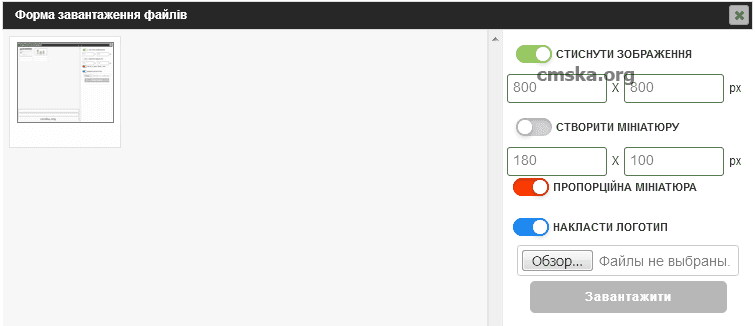 Форма завантаження файлів
СТИСНУТИ ЗОБРАЖЕННЯ
cmska.org
800 X 800 px
СТВОРИТИ МІНІАТЮРУ
180 X 100 px
ПРОПОРЦІЙНА МІНІАТЮРА
НАКЛАСТИ ЛОГОТИП
Обзор... Файлы не выбраны.
Завантажити